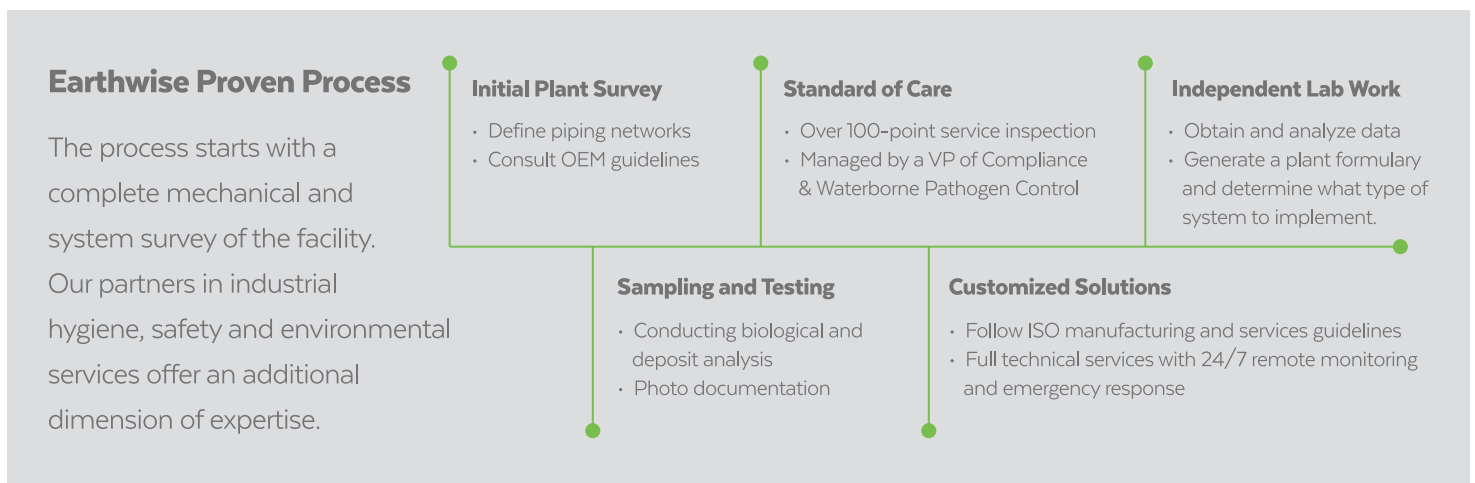 Earthwise Proven Process
The process starts with a
complete mechanical and
system survey of the facility.
Our partners in industrial
hygiene, safety and environmental
services offer an additional
dimension of expertise.
Initial Plant Survey
• Define piping networks
• Consult OEM guidelines
Sampling and Testing
• Conducting biological and
deposit analysis
• Photo documentation
Standard of Care
• Over 100-point service inspection
• Managed by a VP of Compliance
& Waterborne Pathogen Control
Customized Solutions
• Follow ISO manufacturing and services guidelines
• Full technical services with 24/7 remote monitoring
and emergency response
Independent Lab Work
• Obtain and analyze data
• Generate a plant formulary
and determine what type of
system to implement.